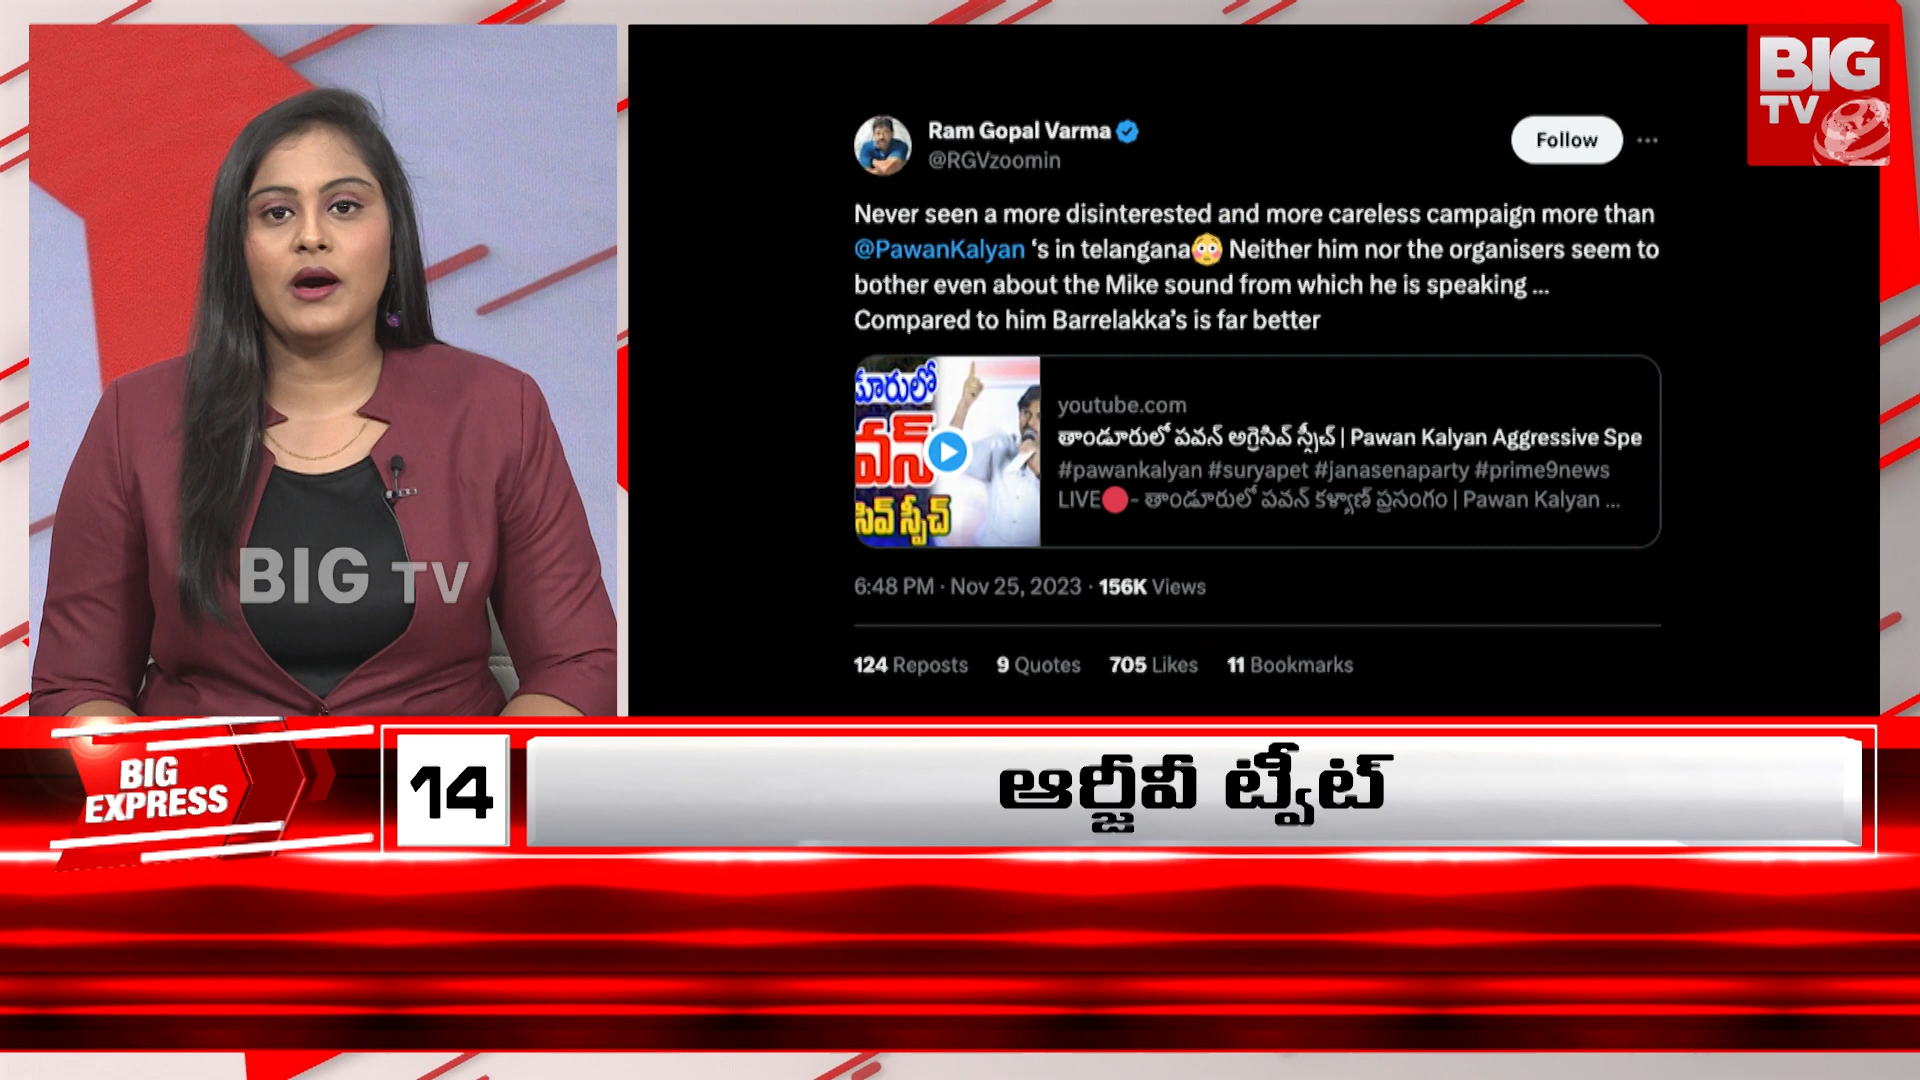 BIG
TV
Ram Gopal Varma
@RGVzoomin
Follow
Never seen a more disinterested and more careless campaign more than
@PawanKalyan ‘s in telangana😳 Neither him nor the organisers seem to
bother even about the Mike sound from which he is speaking ...
Compared to him Barrelakka’s is far better
డూరులో
వన్
సివ్ స్పీచ్
youtube.com
తాండూరులో పవన్ అగ్రెసివ్ స్పీచ్ | Pawan Kalyan Aggressive Spe
#pawankalyan #suryapet #janasenaparty #prime9news
LIVE🔴- తాండూరులో పవన్ కళ్యాణ్ ప్రసంగం | Pawan Kalyan ...
6:48 PM · Nov 25, 2023 · 156K Views
124 Reposts 9 Quotes 705 Likes 11 Bookmarks
BIG TV
BIG
EXPRESS
14
ఆర్జీవీ ట్వీట్